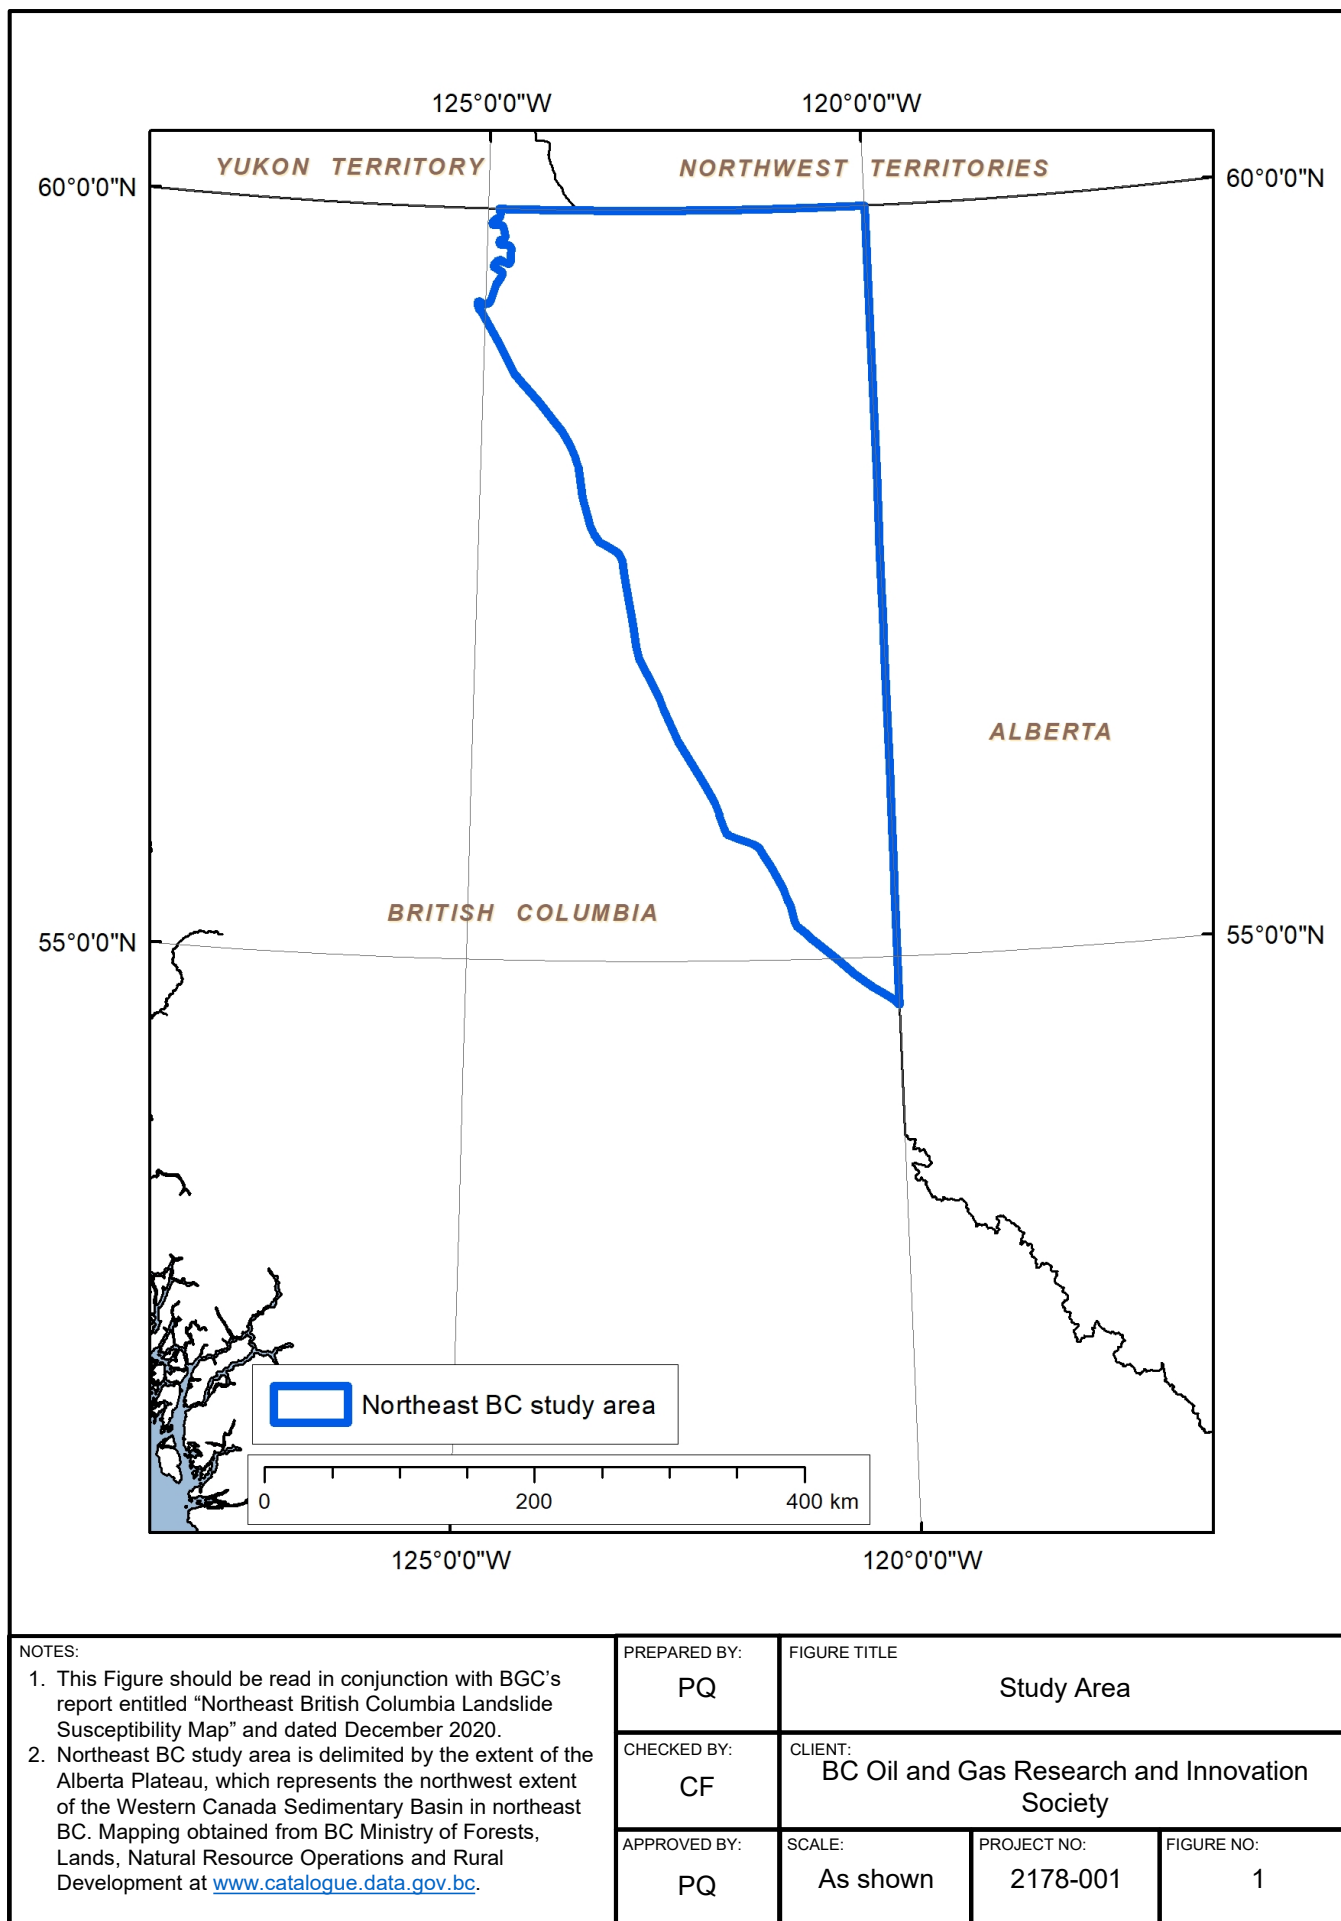 125°0'0"W 120°0'0"W
YUKON TERRITORY NORTHWEST TERRITORIES
60°0'0"N 60°0'0"N
ALBERTA
BRITISH COLUMBIA
55°0'0"N 55°0'0"N
Northeast BC study area
0 200 400 km
125°0'0"W 120°0'0"W
NOTES:
1. This Figure should be read in conjunction with BGC’s
report entitled “Northeast British Columbia Landslide
Susceptibility Map” and dated December 2020.
2. Northeast BC study area is delimited by the extent of the
Alberta Plateau, which represents the northwest extent
of the Western Canada Sedimentary Basin in northeast
BC. Mapping obtained from BC Ministry of Forests,
Lands, Natural Resource Operations and Rural
Development at www.catalogue.data.gov.bc.
PREPARED BY:
PQ
FIGURE TITLE
Study Area
CHECKED BY:
CF
CLIENT:
BC Oil and Gas Research and Innovation
Society
APPROVED BY:
PQ
SCALE:
As shown
PROJECT NO:
2178-001
FIGURE NO:
1